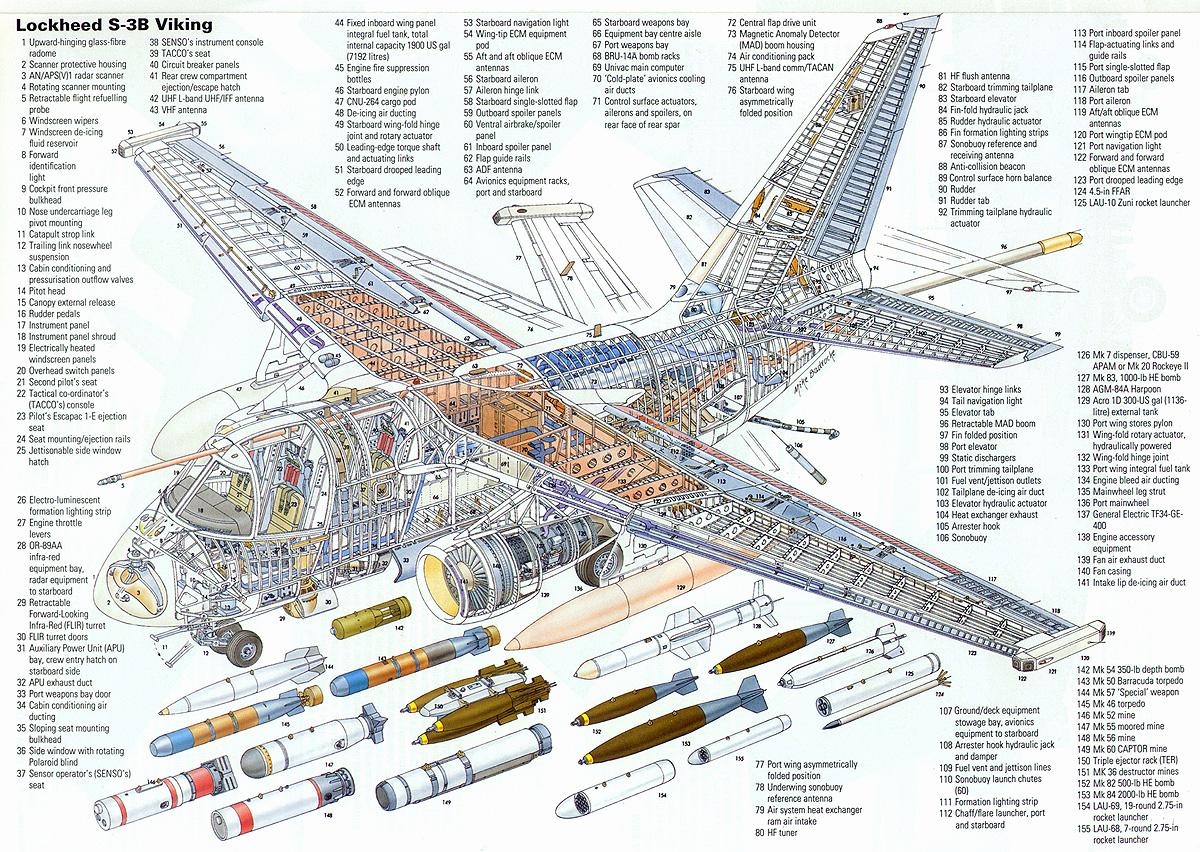 Lockheed S-3B Viking
1 Upward-hinging glass-fibre
radome
2 Scanner protective housing
3 AN/APS(V)1 radar scanner
4 Rotating scanner mounting
5 Retractable flight refuelling
probe
6 Windscreen wipers
7 Windscreen de-icing
fluid reservoir
8 Forward
identification
light
9 Cockpit front pressure
bulkhead
10 Nose undercarriage leg
pivot mounting
11 Catapult strop link
12 Trailing link nosewheel
suspension
13 Cabin conditioning and
pressurisation outflow valves
14 Pitot head
15 Canopy external release
16 Rudder pedals
17 Instrument panel
18 Instrument panel shroud
19 Electrically heated
windscreen panels
20 Overhead switch panels
21 Second pilot's seat
22 Tactical co-ordinator's
(TACCO's) console
23 Pilot's Escapac 1-E ejection
seat
24 Seat mounting/ejection rails
25 Jettisonable side window
hatch
26 Electro-luminescent
formation lighting strip
27 Engine throttle
levers
28 OR-89AA
infra-red
equipment bay,
radar equipment
to starboard
29 Retractable
Forward-Looking
Infra-Red (FLIR) turret
30 FLIR turret doors
31 Auxiliary Power Unit (APU)
bay, crew entry hatch on
starboard side
32 APU exhaust duct
33 Port weapons bay door
34 Cabin conditioning air
ducting
35 Sloping seat mounting
bulkhead
36 Side window with rotating
Polaroid blind
37 Sensor operator's (SENSO's)
seat
38 SENSO's instrument console
39 TACCO's seat
40 Circuit breaker panels
41 Rear crew compartment
ejection/escape hatch
42 UHF L-band UHF/IFF antenna
43 VHF antenna
44 Fixed inboard wing panel
integral fuel tank, total
internal capacity 1900 US gal
(7192 litres)
45 Engine fire suppression
bottles
46 Starboard engine pylon
47 CNU-264 cargo pod
48 De-icing air ducting
49 Starboard wing-fold hinge
joint and rotary actuator
50 Leading-edge torque shaft
and actuating links
51 Starboard drooped leading
edge
52 Forward and forward oblique
ECM antennas
53 Starboard navigation light
54 Wing-tip ECM equipment
pod
55 Aft and aft oblique ECM
antennas
56 Starboard aileron
57 Aileron hinge link
58 Starboard single-slotted flap
59 Outboard spoiler panels
60 Ventral airbrake/spoiler
panel
61 Inboard spoiler panel
62 Flap guide rails
63 ADF antenna
64 Avionics equipment racks,
port and starboard
65 Starboard weapons bay
66 Equipment bay centre aisle
67 Port weapons bay
68 BRU-14A bomb racks
69 Univac main computer
70 'Cold-plate' avionics cooling
air ducts
71 Control surface actuators,
ailerons and spoilers, on
rear face of rear spar
72 Central flap drive unit
73 Magnetic Anomaly Detector
(MAD) boom housing
74 Air conditioning pack
75 UHF L-band comm/TACAN
antenna
76 Starboard wing
asymmetrically
folded position
77 Port wing asymmetrically
folded position
78 Underwing sonobuoy
reference antenna
79 Air system heat exchanger
ram air intake
80 HF tuner
81 HF flush antenna
82 Starboard trimming tailplane
83 Starboard elevator
84 Fin-fold hydraulic jack
85 Rudder hydraulic actuator
86 Fin formation lighting strips
87 Sonobuoy reference and
receiving antenna
88 Anti-collision beacon
89 Control surface horn balance
90 Rudder
91 Rudder tab
92 Trimming tailplane hydraulic
actuator
93 Elevator hinge links
94 Tail navigation light
95 Elevator tab
96 Retractable MAD boom
97 Fin folded position
98 Port elevator
99 Static dischargers
100 Port trimming tailplane
101 Fuel vent/jettison outlets
102 Tailplane de-icing air duct
103 Elevator hydraulic actuator
104 Heat exchanger exhaust
105 Arrester hook
106 Sonobuoy
107 Ground/deck equipment
stowage bay, avionics
equipment to starboard
108 Arrester hook hydraulic jack
and damper
109 Fuel vent and jettison lines
110 Sonobuoy launch chutes
(60)
111 Formation lighting strip
112 Chaff/flare launcher, port
and starboard
113 Port inboard spoiler panel
114 Flap-actuating links and
guide rails
115 Port single-slotted flap
116 Outboard spoiler panels
117 Aileron tab
118 Port aileron
119 Aft/aft oblique ECM
antennas
120 Port wingtip ECM pod
121 Port navigation light
122 Forward and forward
oblique ECM antennas
123 Port drooped leading edge
124 4.5-in FFAR
125 LAU-10 Zuni rocket launcher
126 Mk 7 dispenser, CBU-59
APAM or Mk 20 Rockeye II
127 Mk 83, 1000-lb HE bomb
128 AGM-84A Harpoon
129 Acro 1D 300-US gal (1136-
litre) external tank
130 Port wing stores pylon
131 Wing-fold rotary actuator,
hydraulically powered
132 Wing-fold hinge joint
133 Port wing integral fuel tank
134 Engine bleed air ducting
135 Mainwheel leg strut
136 Port mainwheel
137 General Electric TF34-GE-
400
138 Engine accessory
equipment
139 Fan air exhaust duct
140 Fan casing
141 Intake lip de-icing air duct
142 Mk 54 350-lb depth bomb
143 Mk 50 Barracuda torpedo
144 Mk 57 'Special' weapon
145 Mk 46 torpedo
146 Mk 52 mine
147 Mk 55 moored mine
148 Mk 56 mine
149 Mk 60 CAPTOR mine
150 Triple ejector rack (TER)
151 MK 36 destructor mines
152 Mk 82 500-lb HE bomb
153 Mk 84 2000-lb HE bomb
154 LAU-69, 19-round 2.75-in
rocket launcher
155 LAU-68, 7-round 2.75-in
rocket launcher
Mike Badrocke